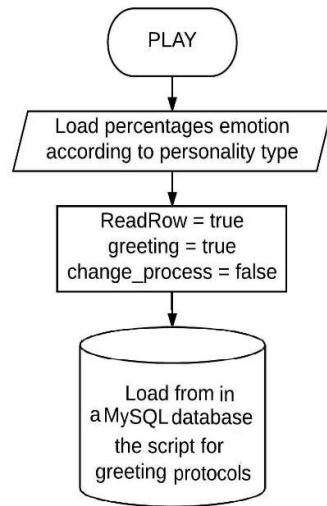 PLAY
Load percentages emotion
according to personality type
ReadRow = true
greeting = true
change_process = false
Load from in
a MySQL database
the script for
greeting protocols